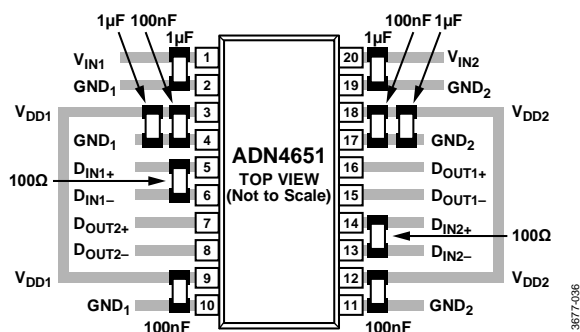 1µF 100nF
1µF
V_IN1
GND_1
V_DD1
GND_1
D_IN1+
100Ω
D_IN1–
D_OUT2+
D_OUT2–
V_DD1
GND_1
100nF
1
2
3
4
5
6
7
8
9
10
ADN4651
TOP VIEW
(Not to Scale)
20
19
18
17
16
15
14
13
12
11
100nF 1µF
1µF
V_IN2
GND_2
V_DD2
GND_2
D_OUT1+
D_OUT1–
D_IN2+
100Ω
D_IN2–
V_DD2
GND_2
100nF
3677-036